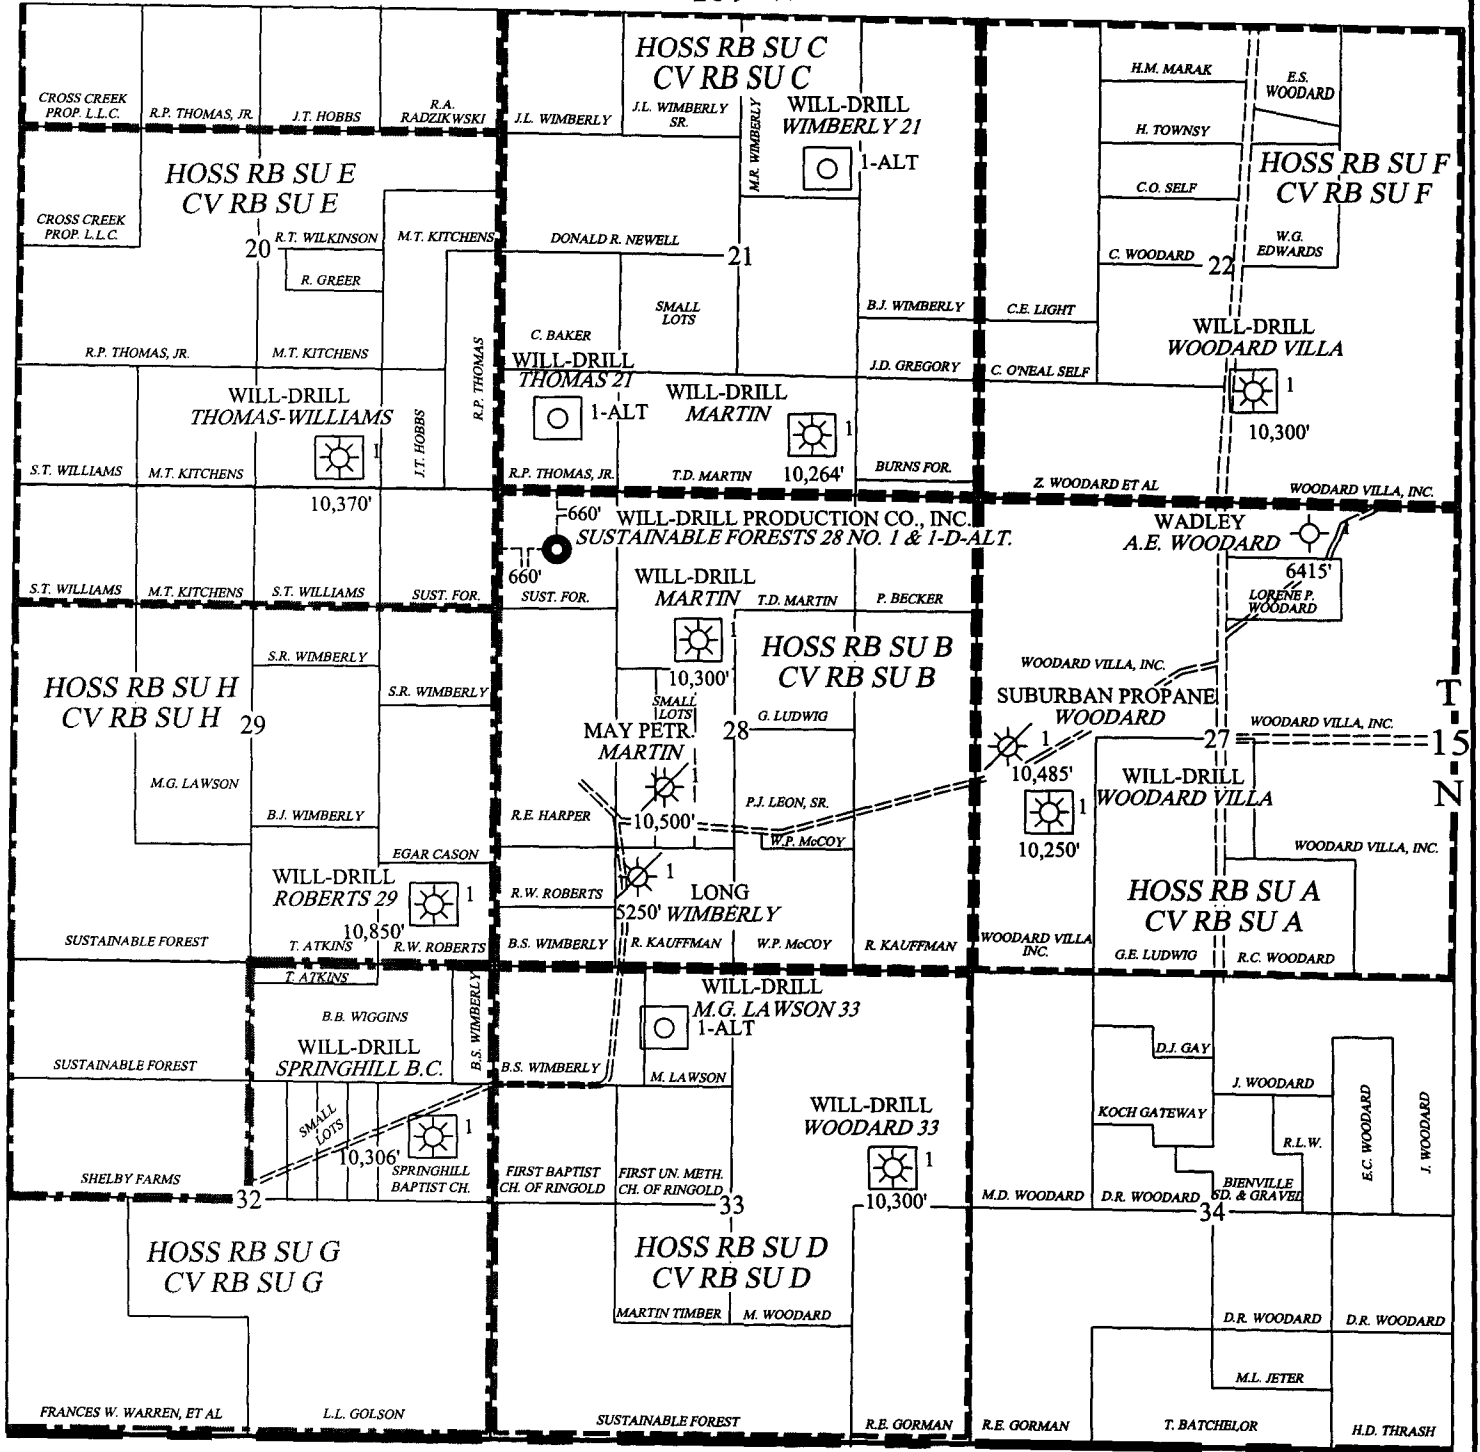 HOSS RB SU C
CV RB SU C
H.M. MARAK
E.S.
WOODARD
CROSS CREEK
PROP. L.L.C.
R.P. THOMAS, JR.
J.T. HOBBS
R.A.
RADZIKWSKI
J.L. WIMBERLY
J.L. WIMBERLY
SR.
M.R. WIMBERLY
WILL-DRILL
WIMBERLY 21
1-ALT
H. TOWNSY
HOSS RB SU E
CV RB SU E
HOSS RB SU F
CV RB SU F
C.O. SELF
CROSS CREEK
PROP. L.L.C.
20
R.T. WILKINSON
M.T. KITCHENS
DONALD R. NEWELL
21
C. WOODARD
22
W.G.
EDWARDS
R. GREER
SMALL
LOTS
B.J. WIMBERLY
C.E. LIGHT
C. BAKER
WILL-DRILL
WOODARD VILLA
1
10,300'
R.P. THOMAS, JR.
M.T. KITCHENS
R.P. THOMAS
WILL-DRILL
THOMAS 21
1-ALT
J.D. GREGORY
C. O'NEAL SELF
WILL-DRILL
THOMAS-WILLIAMS
1
10,370'
J.T. HOBBS
WILL-DRILL
MARTIN
1
10,264'
S.T. WILLIAMS
M.T. KITCHENS
R.P. THOMAS, JR.
T.D. MARTIN
BURNS FOR.
Z. WOODARD ET AL
WOODARD VILLA, INC.
660'
WILL-DRILL PRODUCTION CO., INC.
SUSTAINABLE FORESTS 28 NO. 1 & 1-D-ALT.
660'
WADLEY
A.E. WOODARD
6415'
S.T. WILLIAMS
M.T. KITCHENS
S.T. WILLIAMS
SUST. FOR.
SUST. FOR.
WILL-DRILL
MARTIN
1
10,300'
T.D. MARTIN
P. BECKER
LORENE P.
WOODARD
HOSS RB SU B
CV RB SU B
S.R. WIMBERLY
WOODARD VILLA, INC.
HOSS RB SU H
CV RB SU H
29
S.R. WIMBERLY
SMALL
LOTS
G. LUDWIG
28
SUBURBAN PROPANE
WOODARD
1
10,485'
WOODARD VILLA, INC.
27
T
15
N
MAY PETR.
MARTIN
10,500'
M.G. LAWSON
WILL-DRILL
WOODARD VILLA
1
10,250'
B.J. WIMBERLY
R.E. HARPER
P.J. LEON, SR.
W.P. McCOY
WOODARD VILLA, INC.
EGAR CASON
WILL-DRILL
ROBERTS 29
1
10,850'
R.W. ROBERTS
1
LONG
WIMBERLY
5250'
HOSS RB SU A
CV RB SU A
SUSTAINABLE FOREST
T. ATKINS
R.W. ROBERTS
B.S. WIMBERLY
R. KAUFFMAN
W.P. McCOY
R. KAUFFMAN
WOODARD VILLA
INC.
G.E. LUDWIG
R.C. WOODARD
T. ATKINS
B.B. WIGGINS
B.S. WIMBERLY
WILL-DRILL
M.G. LAWSON 33
1-ALT
SUSTAINABLE FOREST
WILL-DRILL
SPRINGHILL B.C.
1
10,306'
B.S. WIMBERLY
M. LAWSON
D.J. GAY
J. WOODARD
SMALL
LOTS
WILL-DRILL
WOODARD 33
1
10,300'
KOCH GATEWAY
R.L.W.
E.C. WOODARD
J. WOODARD
SHELBY FARMS
SPRINGHILL
BAPTIST CH.
FIRST BAPTIST
CH. OF RINGOLD
FIRST UN. METH.
CH. OF RINGOLD
M.D. WOODARD
D.R. WOODARD
BIENVILLE
SD. & GRAVEL
32
33
34
HOSS RB SU G
CV RB SU G
HOSS RB SU D
CV RB SU D
MARTIN TIMBER
M. WOODARD
D.R. WOODARD
D.R. WOODARD
M.L. JETER
FRANCES W. WARREN, ET AL
L.L. GOLSON
SUSTAINABLE FOREST
R.E. GORMAN
R.E. GORMAN
T. BATCHELOR
H.D. THRASH